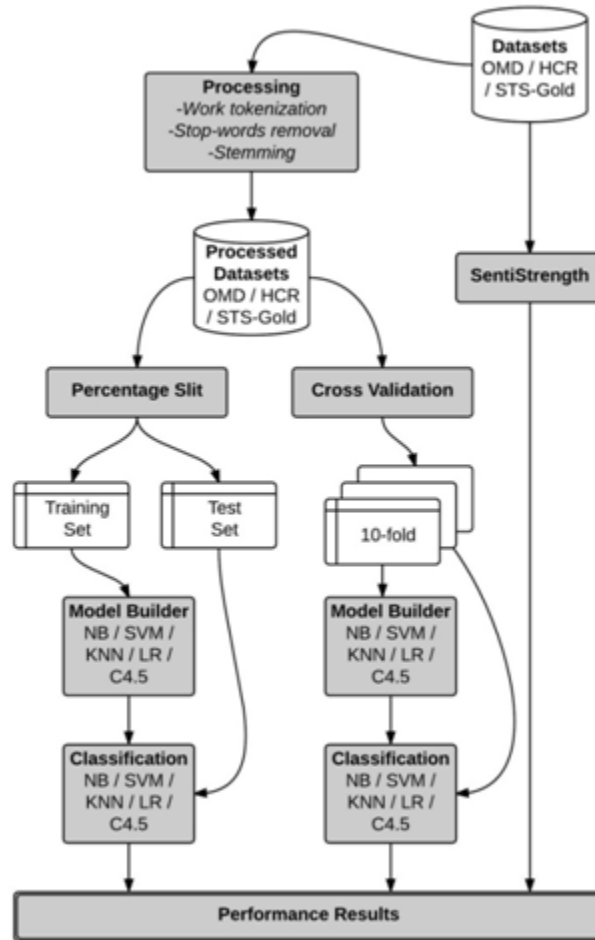 Datasets
OMD / HCR
/ STS-Gold
Processing
-Work tokenization
-Stop-words removal
-Stemming
Processed
Datasets
OMD / HCR
/ STS-Gold
SentiStrength
Percentage Slit
Cross Validation
Training
Set
Test
Set
10-fold
Model Builder
NB / SVM /
KNN / LR /
C4.5
Model Builder
NB / SVM /
KNN / LR /
C4.5
Classification
NB / SVM /
KNN / LR /
C4.5
Classification
NB / SVM /
KNN / LR /
C4.5
Performance Results